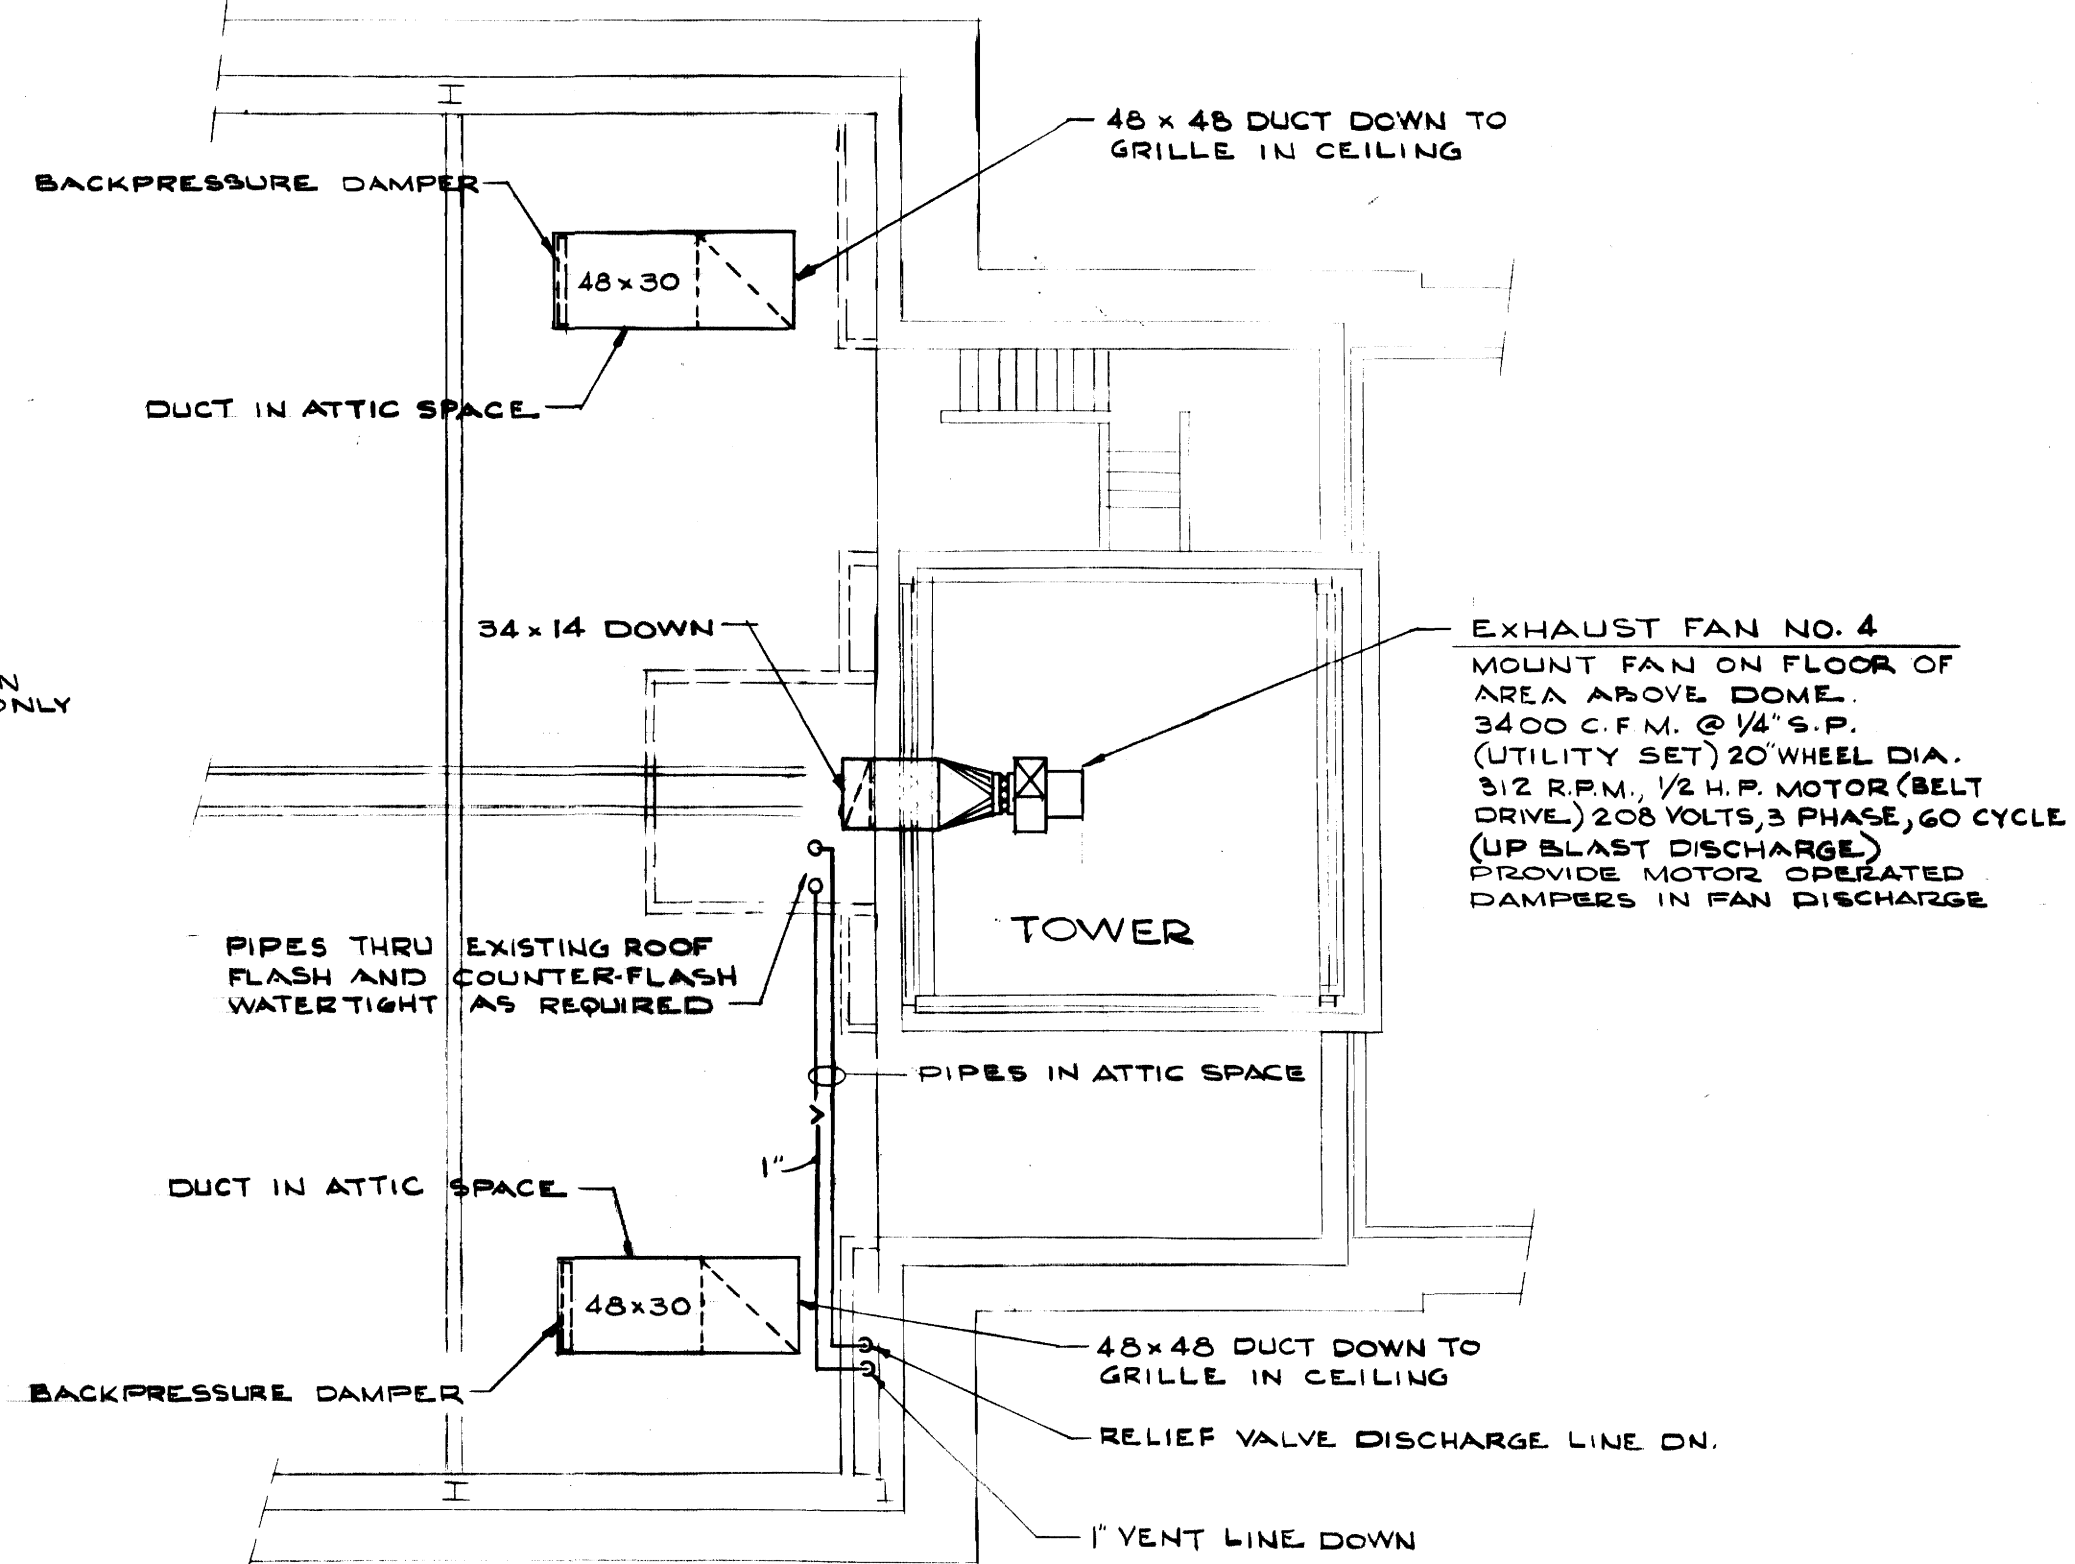 48 x 48 DUCT DOWN TO
GRILLE IN CEILING
BACKPRESSURE DAMPER
48 x 30
DUCT IN ATTIC SPACE
34 x 14 DOWN
EXHAUST FAN NO. 4
MOUNT FAN ON FLOOR OF
AREA ABOVE DOME.
3400 C.F.M. @ 1/4" S.P.
(UTILITY SET) 20" WHEEL DIA.
312 R.P.M., 1/2 H.P. MOTOR (BELT
DRIVE) 208 VOLTS, 3 PHASE, 60 CYCLE
(UP BLAST DISCHARGE)
PROVIDE MOTOR OPERATED
DAMPERS IN FAN DISCHARGE
ONLY
TOWER
PIPES THRU EXISTING ROOF
FLASH AND COUNTER-FLASH
WATERTIGHT AS REQUIRED
PIPES IN ATTIC SPACE
V
1"
DUCT IN ATTIC SPACE
48 x 30
BACKPRESSURE DAMPER
48 x 48 DUCT DOWN TO
GRILLE IN CEILING
RELIEF VALVE DISCHARGE LINE DN.
1" VENT LINE DOWN